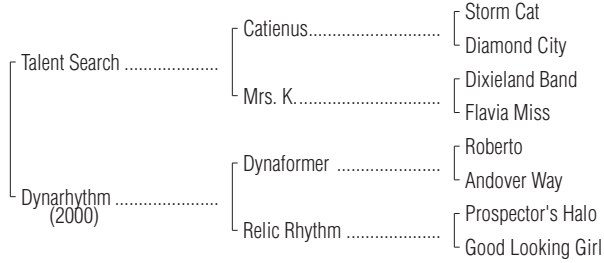 Storm Cat
Catienus..............................
Diamond City
Talent Search .....................
Dixieland Band
Mrs. K.................................
Flavia Miss
Roberto
Dynaformer ........................
Andover Way
Dynarhythm .......................
(2000)
Prospector's Halo
Relic Rhythm .....................
Good Looking Girl